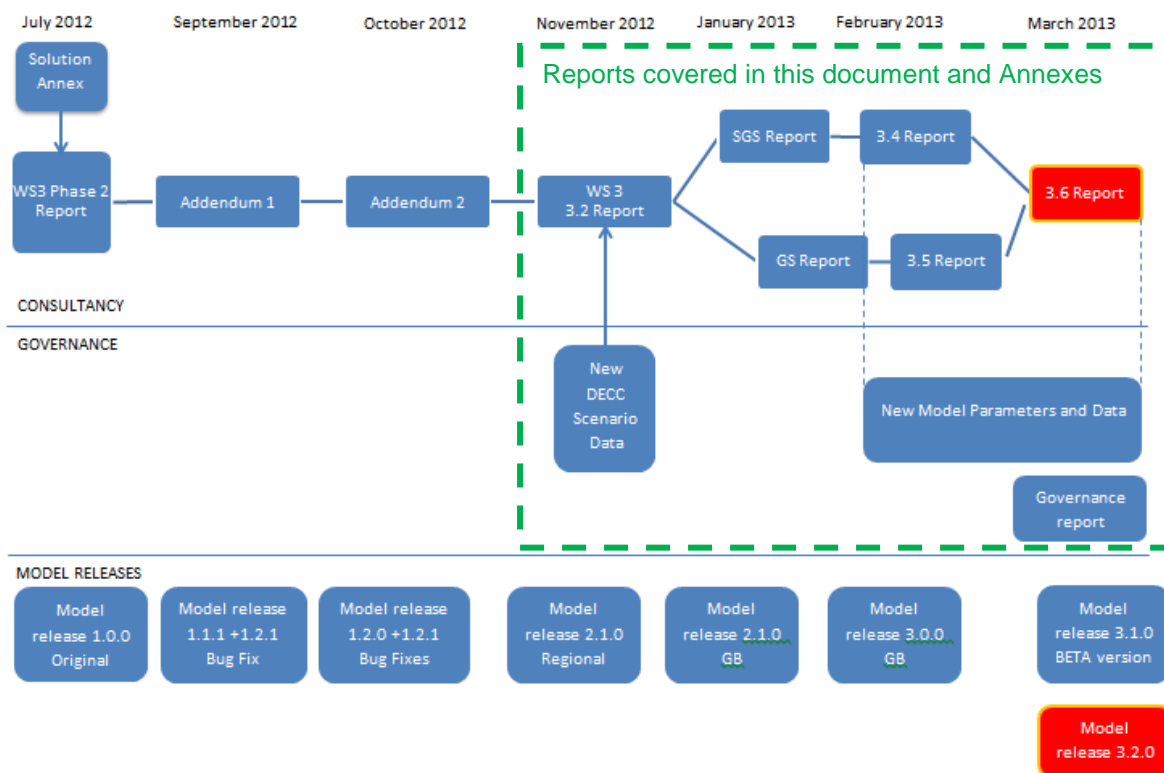 July 2012
September 2012
October 2012
November 2012
January 2013
February 2013
March 2013
Solution
Annex
Reports covered in this document and Annexes
SGS Report
3.4 Report
WS3 Phase 2
Report
Addendum 1
Addendum 2
WS 3
3.2 Report
3.6 Report
GS Report
3.5 Report
CONSULTANCY
GOVERNANCE
New
DECC
Scenario
Data
New Model Parameters and Data
Governance
report
MODEL RELEASES
Model
release 1.0.0
Original
Model release
1.1.1 +1.2.1
Bug Fix
Model release
1.2.0 +1.2.1
Bug Fixes
Model
release 2.1.0
Regional
Model
release 2.1.0
GB
Model
release 3.0.0
GB
Model
release 3.1.0
BETA version
Model
release 3.2.0